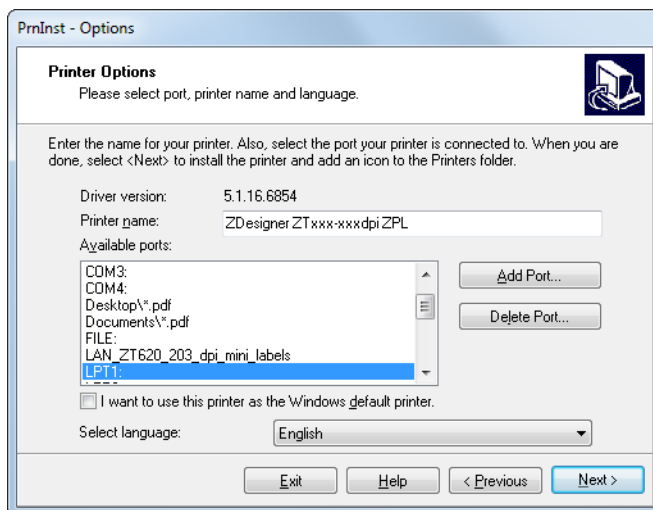 PrnInst - Options
Printer Options
Please select port, printer name and language.
Enter the name for your printer. Also, select the port your printer is connected to. When you are
done, select <Next> to install the printer and add an icon to the Printers folder.
Driver version: 5.1.16.6854
Printer name: ZDesigner ZTxxx-xxxdpi ZPL
Available ports:
COM3:
COM4:
Desktop\*.pdf
Documents\*.pdf
FILE:
LAN_ZT620_203_dpi_mini_labels
LPT1:
Add Port...
Delete Port...
I want to use this printer as the Windows default printer.
Select language: English
Exit Help < Previous Next >